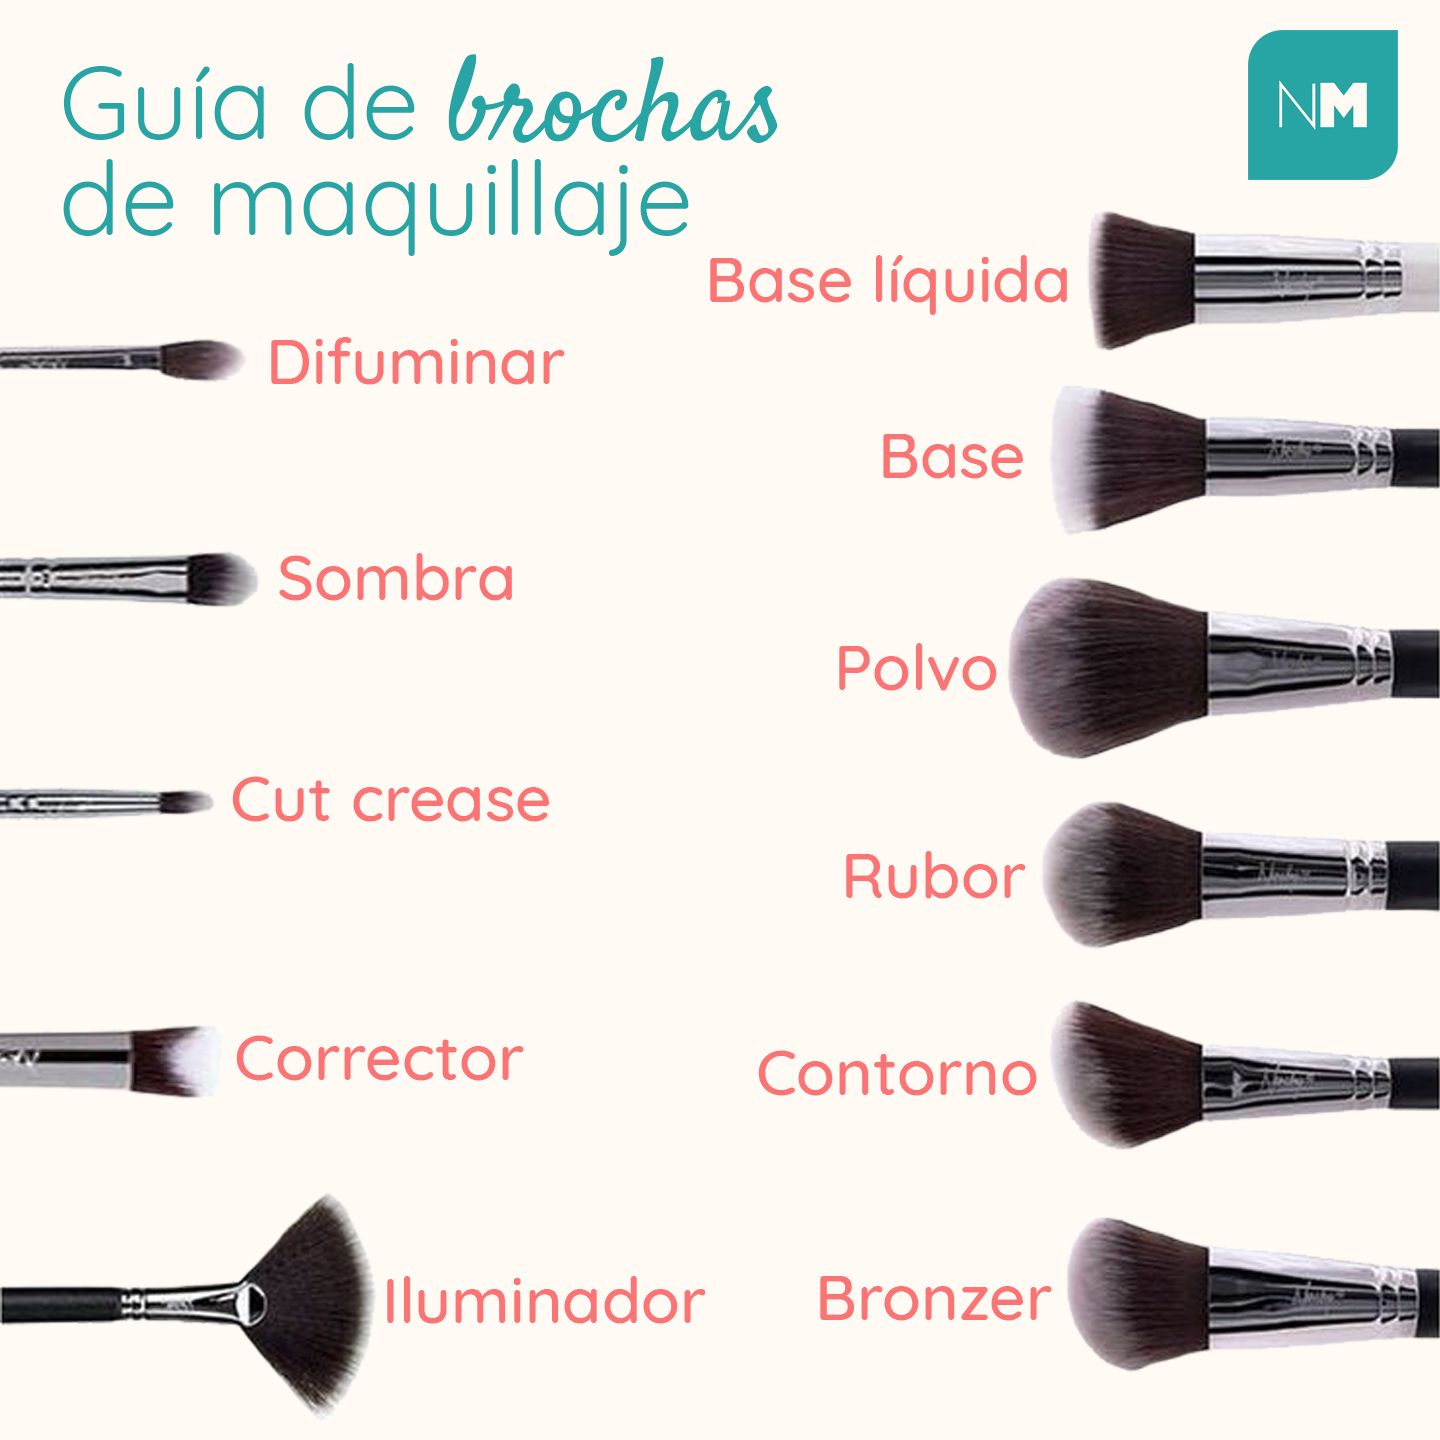 Guía de brochas
de maquillaje
NM
Base líquida
Difuminar
Base
Sombra
Polvo
Cut crease
Rubor
Corrector
Contorno
Iluminador
Bronzer